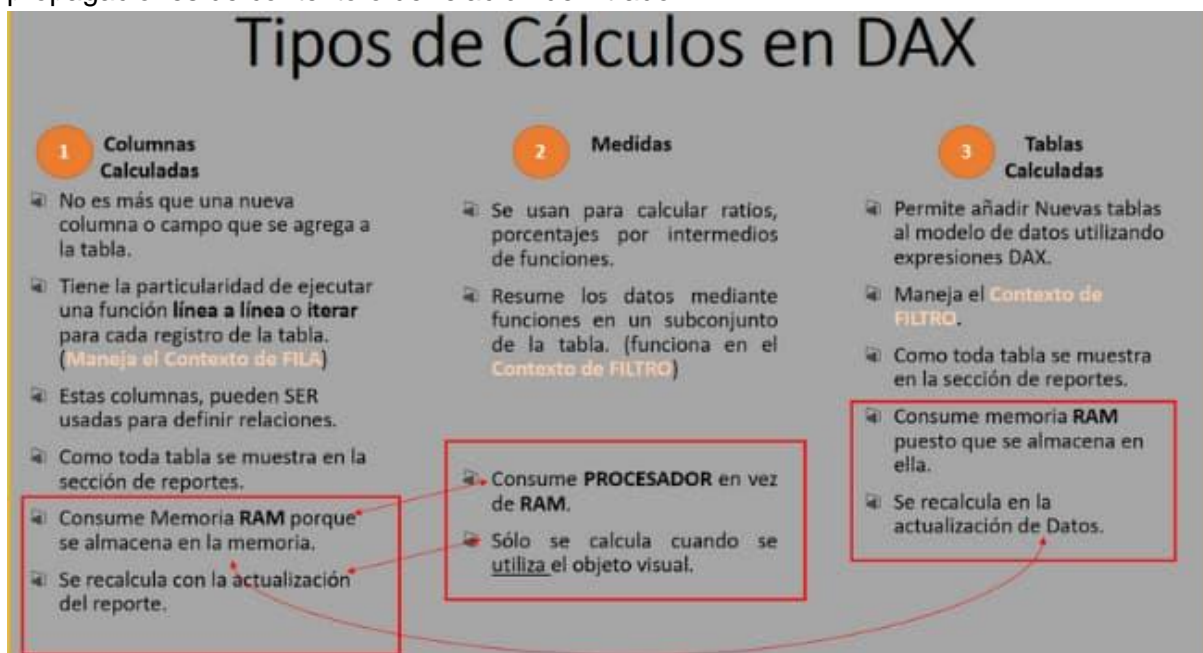 Tipos de Cálculos en DAX
1
Columnas
Calculadas
No es más que una nueva
columna o campo que se agrega a
la tabla.
Tiene la particularidad de ejecutar
una función línea a línea o iterar
para cada registro de la tabla.
(Maneja el Contexto de FILA)
Estas columnas, pueden SER
usadas para definir relaciones.
Como toda tabla se muestra en la
sección de reportes.
Consume Memoria RAM porque
se almacena en la memoria.
Se recalcula con la actualización
del reporte.
2
Medidas
Se usan para calcular ratios,
porcentajes por intermedios
de funciones.
Resume los datos mediante
funciones en un subconjunto
de la tabla. (funciona en el
Contexto de FILTRO)
Consume PROCESADOR en vez
de RAM.
Sólo se calcula cuando se
utiliza el objeto visual.
3
Tablas
Calculadas
Permite añadir Nuevas tablas
al modelo de datos utilizando
expresiones DAX.
Maneja el Contexto de
FILTRO.
Como toda tabla se muestra
en la sección de reportes.
Consume memoria RAM
puesto que se almacena en
ella.
Se recalcula en la
actualización de Datos.